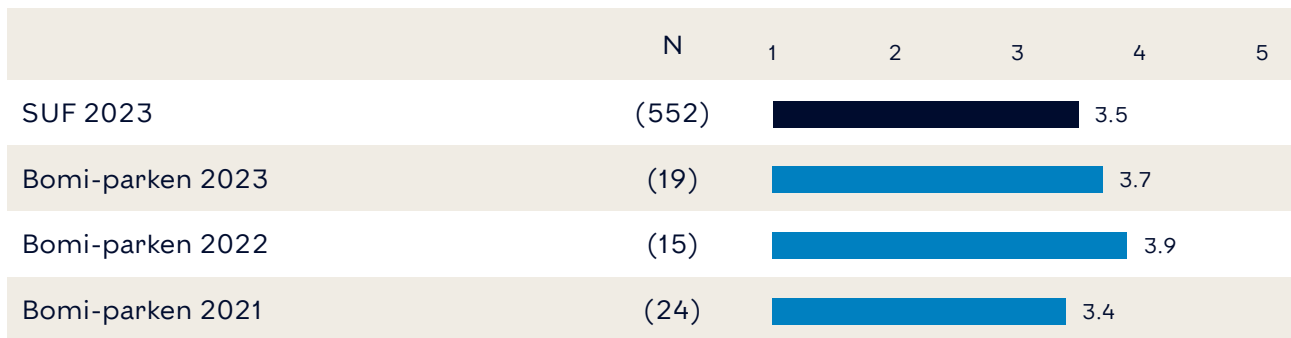 N 1 2 3 4 5
SUF 2023 (552) 3.5
Bomi-parken 2023 (19) 3.7
Bomi-parken 2022 (15) 3.9
Bomi-parken 2021 (24) 3.4